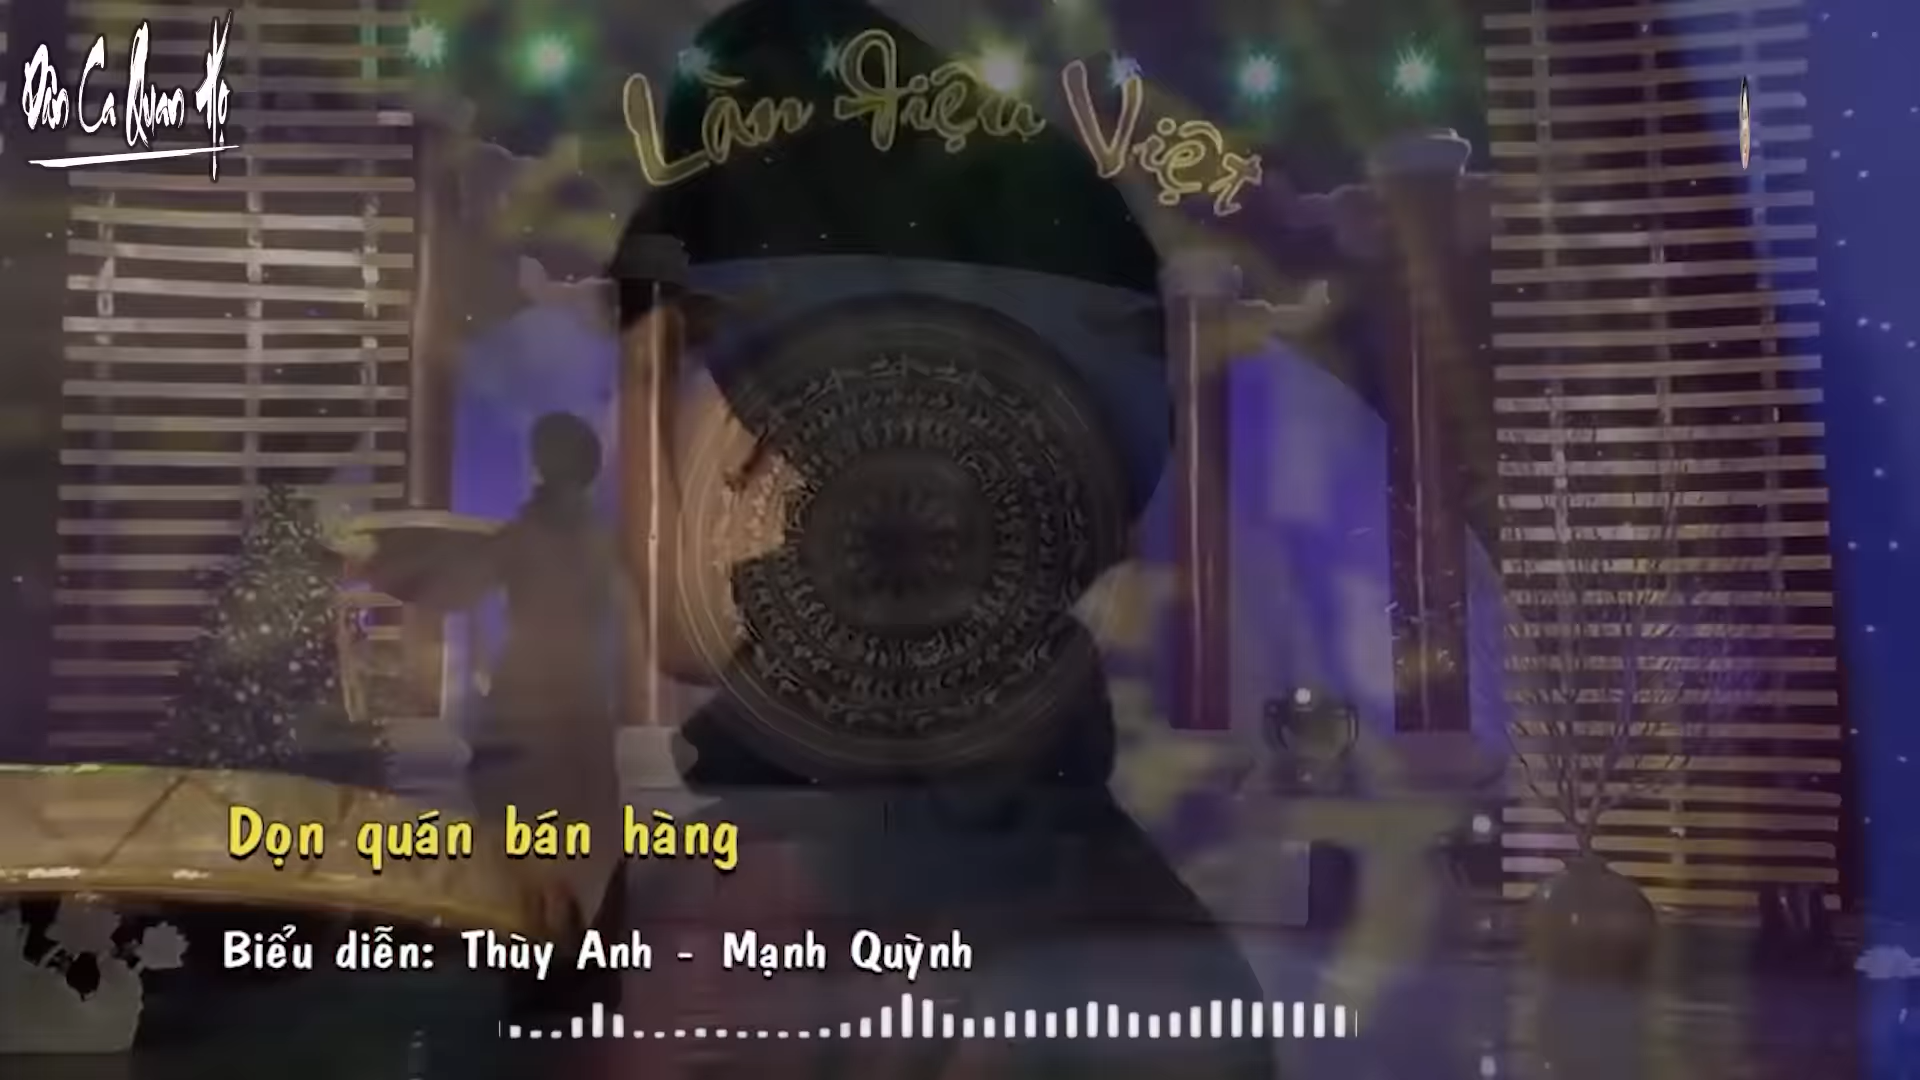 Dân Ca Quan Họ
Làn Điệu Việt
Dọn quán bán hàng
Biểu diễn: Thùy Anh - Mạnh Quỳnh